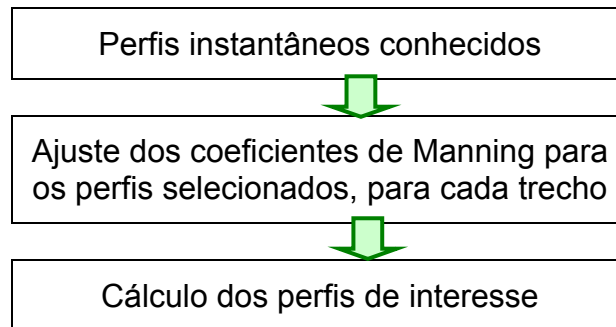 Perfis instantâneos conhecidos
Ajuste dos coeficientes de Manning para
os perfis selecionados, para cada trecho
Cálculo dos perfis de interesse